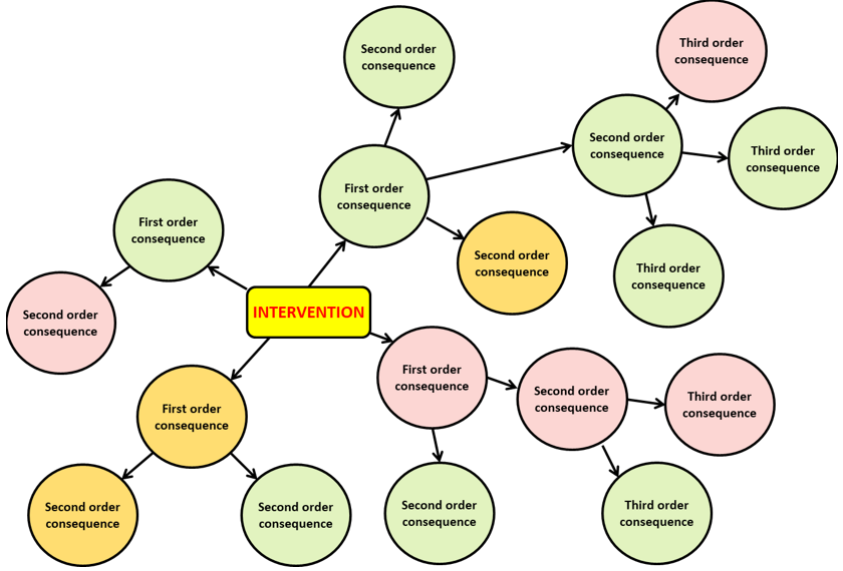 Second order
consequence
Third order
consequence
Second order
consequence
Third order
consequence
First order
consequence
First order
consequence
Second order
consequence
Third order
consequence
Second order
consequence
INTERVENTION
First order
consequence
Second order
consequence
Third order
consequence
First order
consequence
Second order
consequence
Second order
consequence
Second order
consequence
Third order
consequence